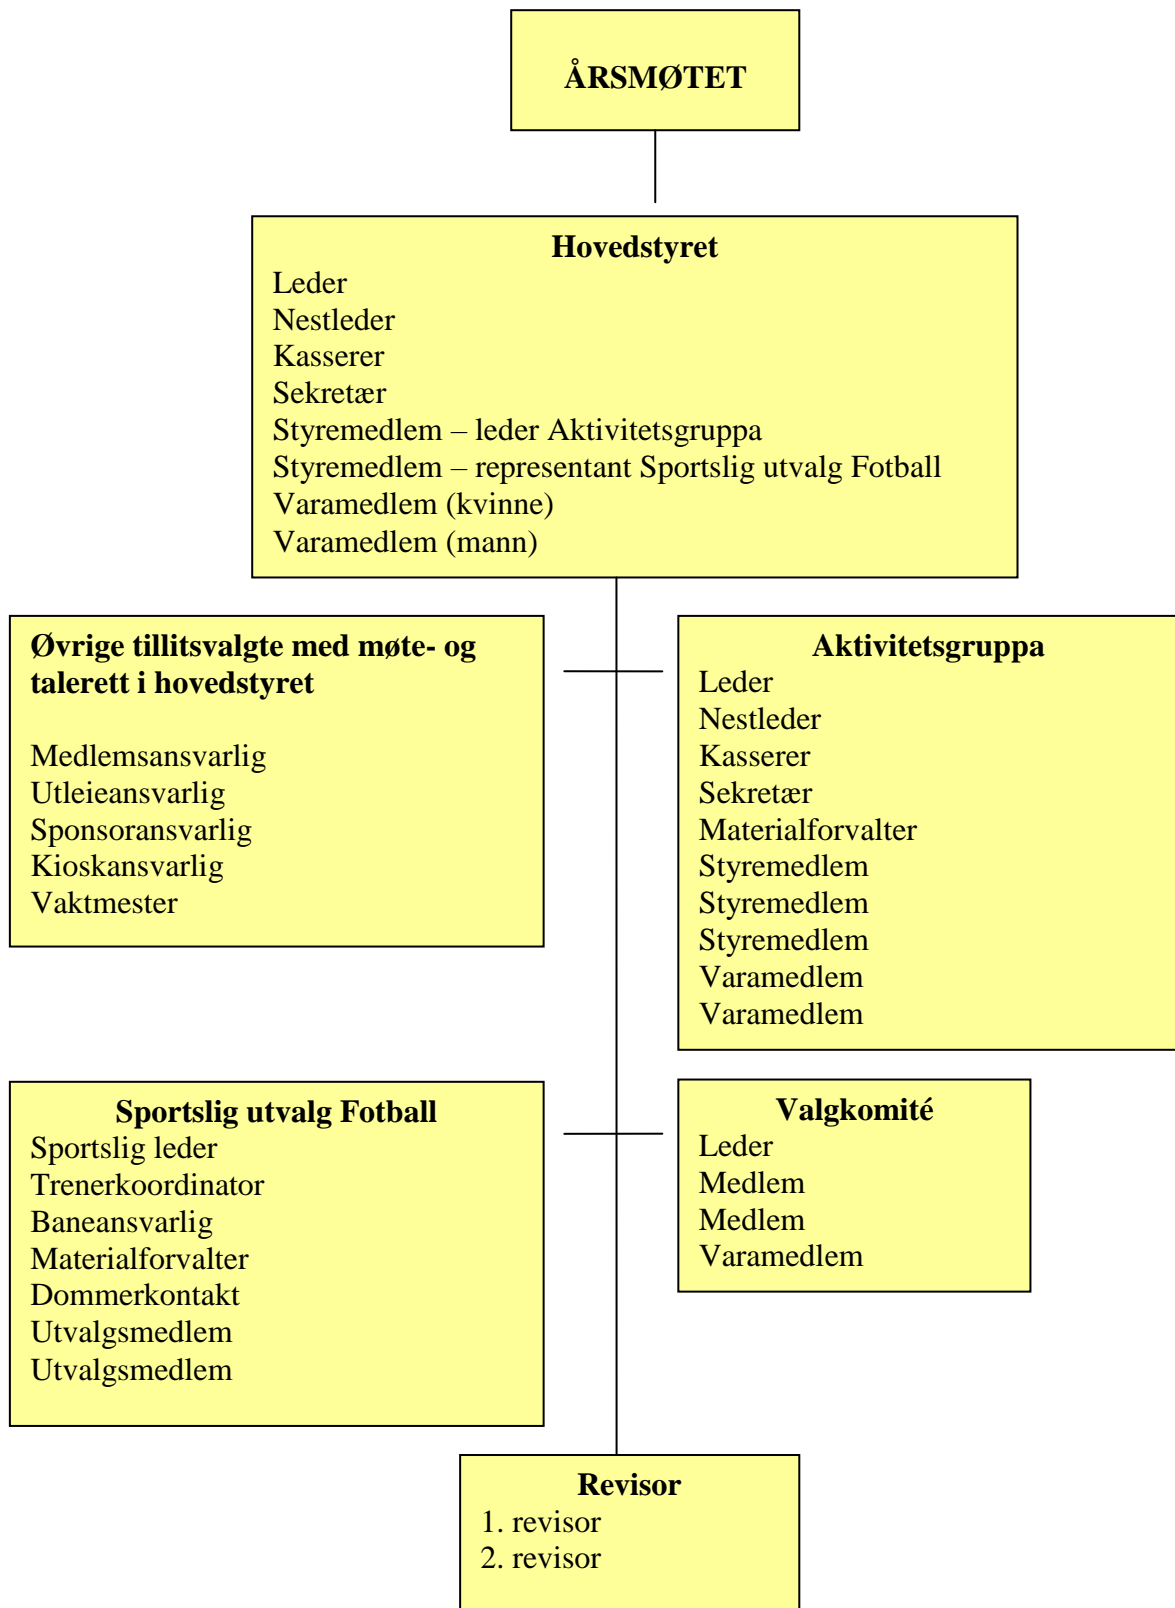 ÅRSMØTET
Hovedstyret
Leder
Nestleder
Kasserer
Sekretær
Styremedlem – leder Aktivitetsgruppa
Styremedlem – representant Sportslig utvalg Fotball
Varamedlem (kvinne)
Varamedlem (mann)
Øvrige tillitsvalgte med møte- og
talerett i hovedstyret
Medlemsansvarlig
Utleieansvarlig
Sponsoransvarlig
Kioskansvarlig
Vaktmester
Aktivitetsgruppa
Leder
Nestleder
Kasserer
Sekretær
Materialforvalter
Styremedlem
Styremedlem
Styremedlem
Varamedlem
Varamedlem
Sportslig utvalg Fotball
Sportslig leder
Trenerkoordinator
Baneansvarlig
Materialforvalter
Dommerkontakt
Utvalgsmedlem
Utvalgsmedlem
Valgkomité
Leder
Medlem
Medlem
Varamedlem
Revisor
1. revisor
2. revisor